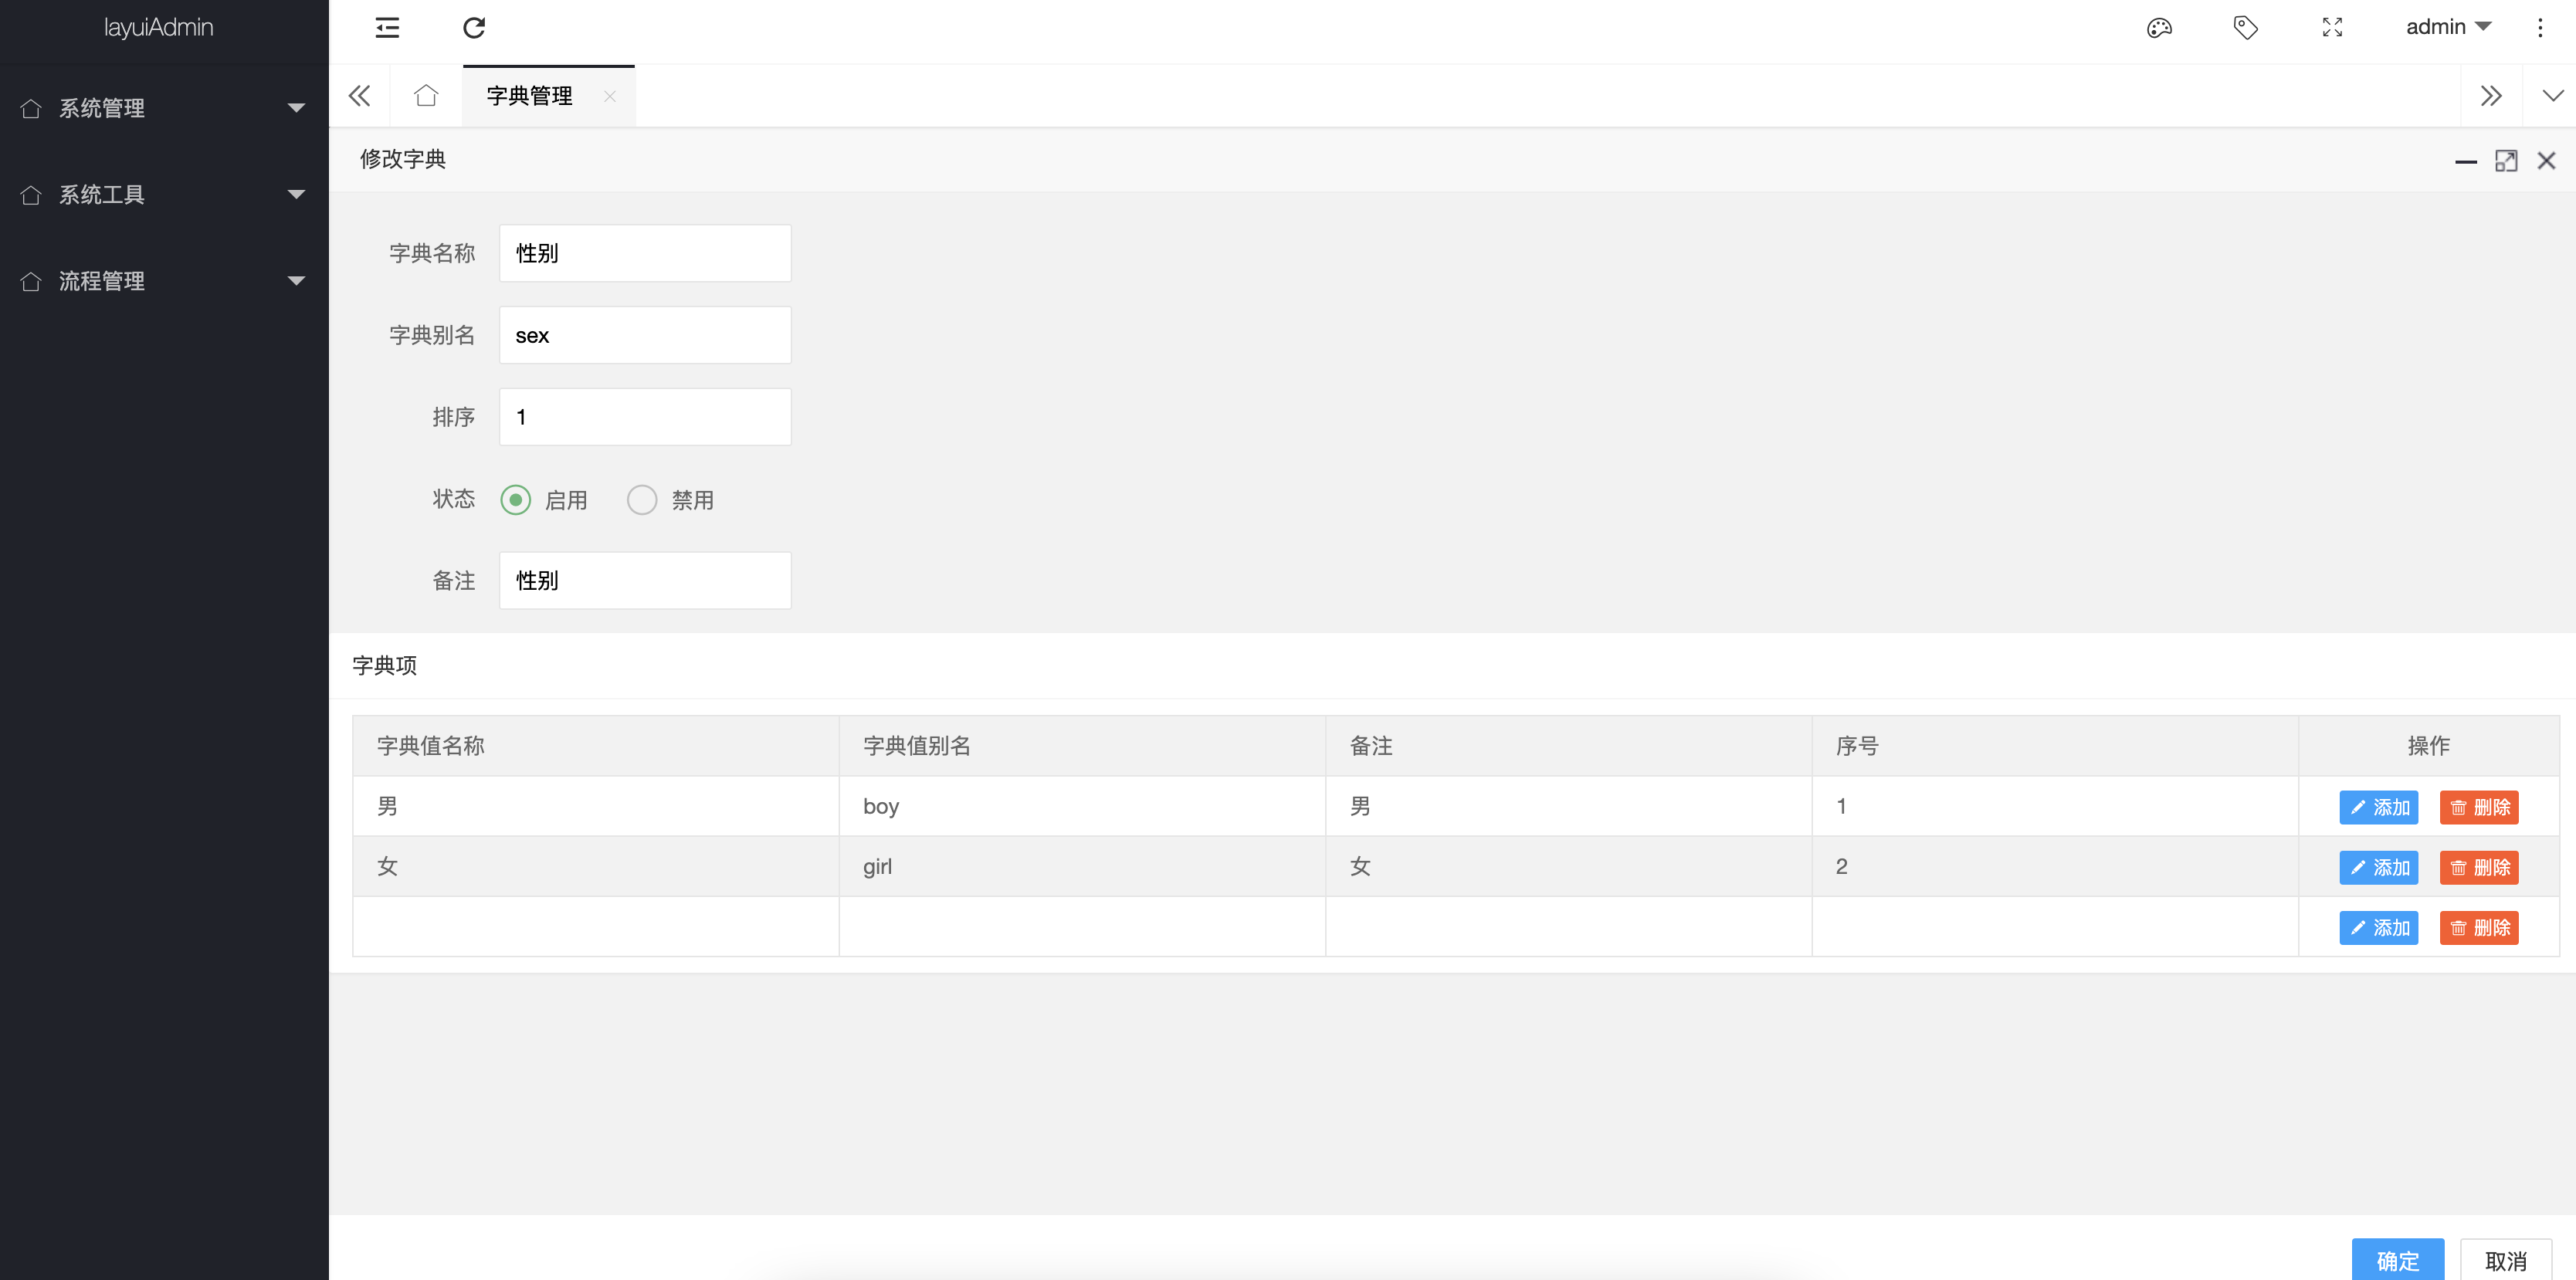 layuiAdmin
admin
系统管理
系统工具
流程管理
字典管理
修改字典
字典名称 性别
字典别名 sex
排序 1
状态 启用 禁用
备注 性别
字典项
字典值名称 字典值别名 备注 序号 操作
男 boy 男 1 添加 删除
女 girl 女 2 添加 删除
添加 删除
确定 取消